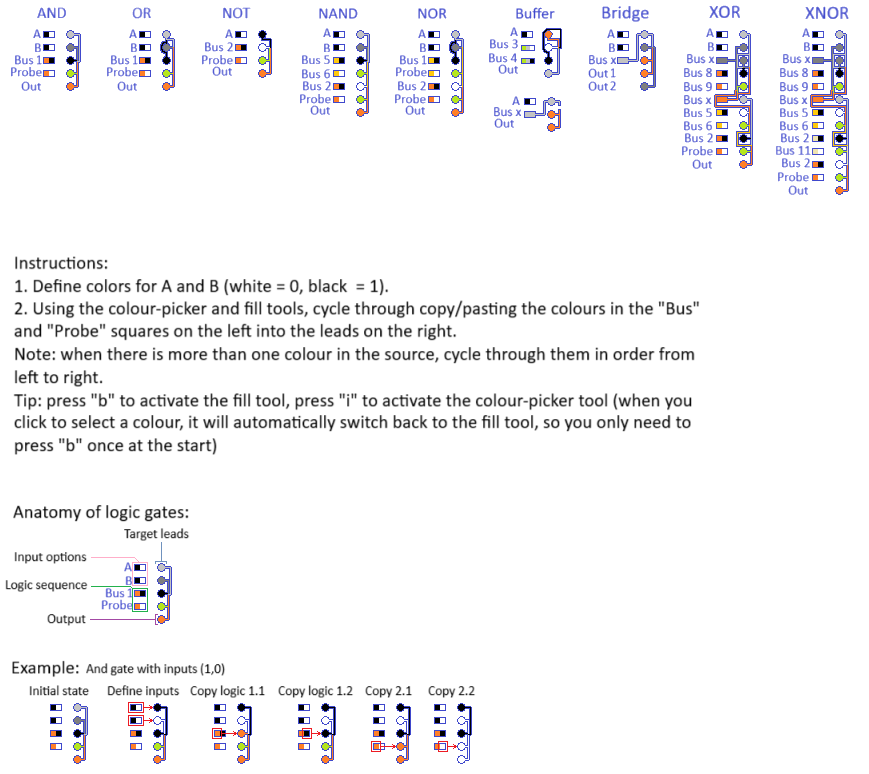 AND OR NOT NAND NOR Buffer Bridge XOR XNOR
A
B
Bus 1
Probe
Out
A
B
Bus 1
Probe
Out
A
Bus 2
Probe
Out
A
B
Bus 5
Bus 6
Bus 2
Probe
Out
A
B
Bus 1
Probe
Bus 2
Probe
Out
A
Bus 3
Bus 4
Out
A
Bus x
Out
A
B
Bus x
Out 1
Out 2
A
B
Bus x
Bus 8
Bus 9
Bus x
Bus 5
Bus 6
Bus 2
Probe
Out
A
B
Bus x
Bus 8
Bus 9
Bus x
Bus 5
Bus 6
Bus 2
Bus 11
Bus 2
Probe
Out
Instructions:
1. Define colors for A and B (white = 0, black = 1).
2. Using the colour-picker and fill tools, cycle through copy/pasting the colours in the "Bus"
and "Probe" squares on the left into the leads on the right.
Note: when there is more than one colour in the source, cycle through them in order from
left to right.
Tip: press "b" to activate the fill tool, press "i" to activate the colour-picker tool (when you
click to select a colour, it will automatically switch back to the fill tool, so you only need to
press "b" once at the start)
Anatomy of logic gates:
Target leads
Input options
A
B
Logic sequence
Bus 1
Probe
Output
Example: And gate with inputs (1,0)
Initial state Define inputs Copy logic 1.1 Copy logic 1.2 Copy 2.1 Copy 2.2